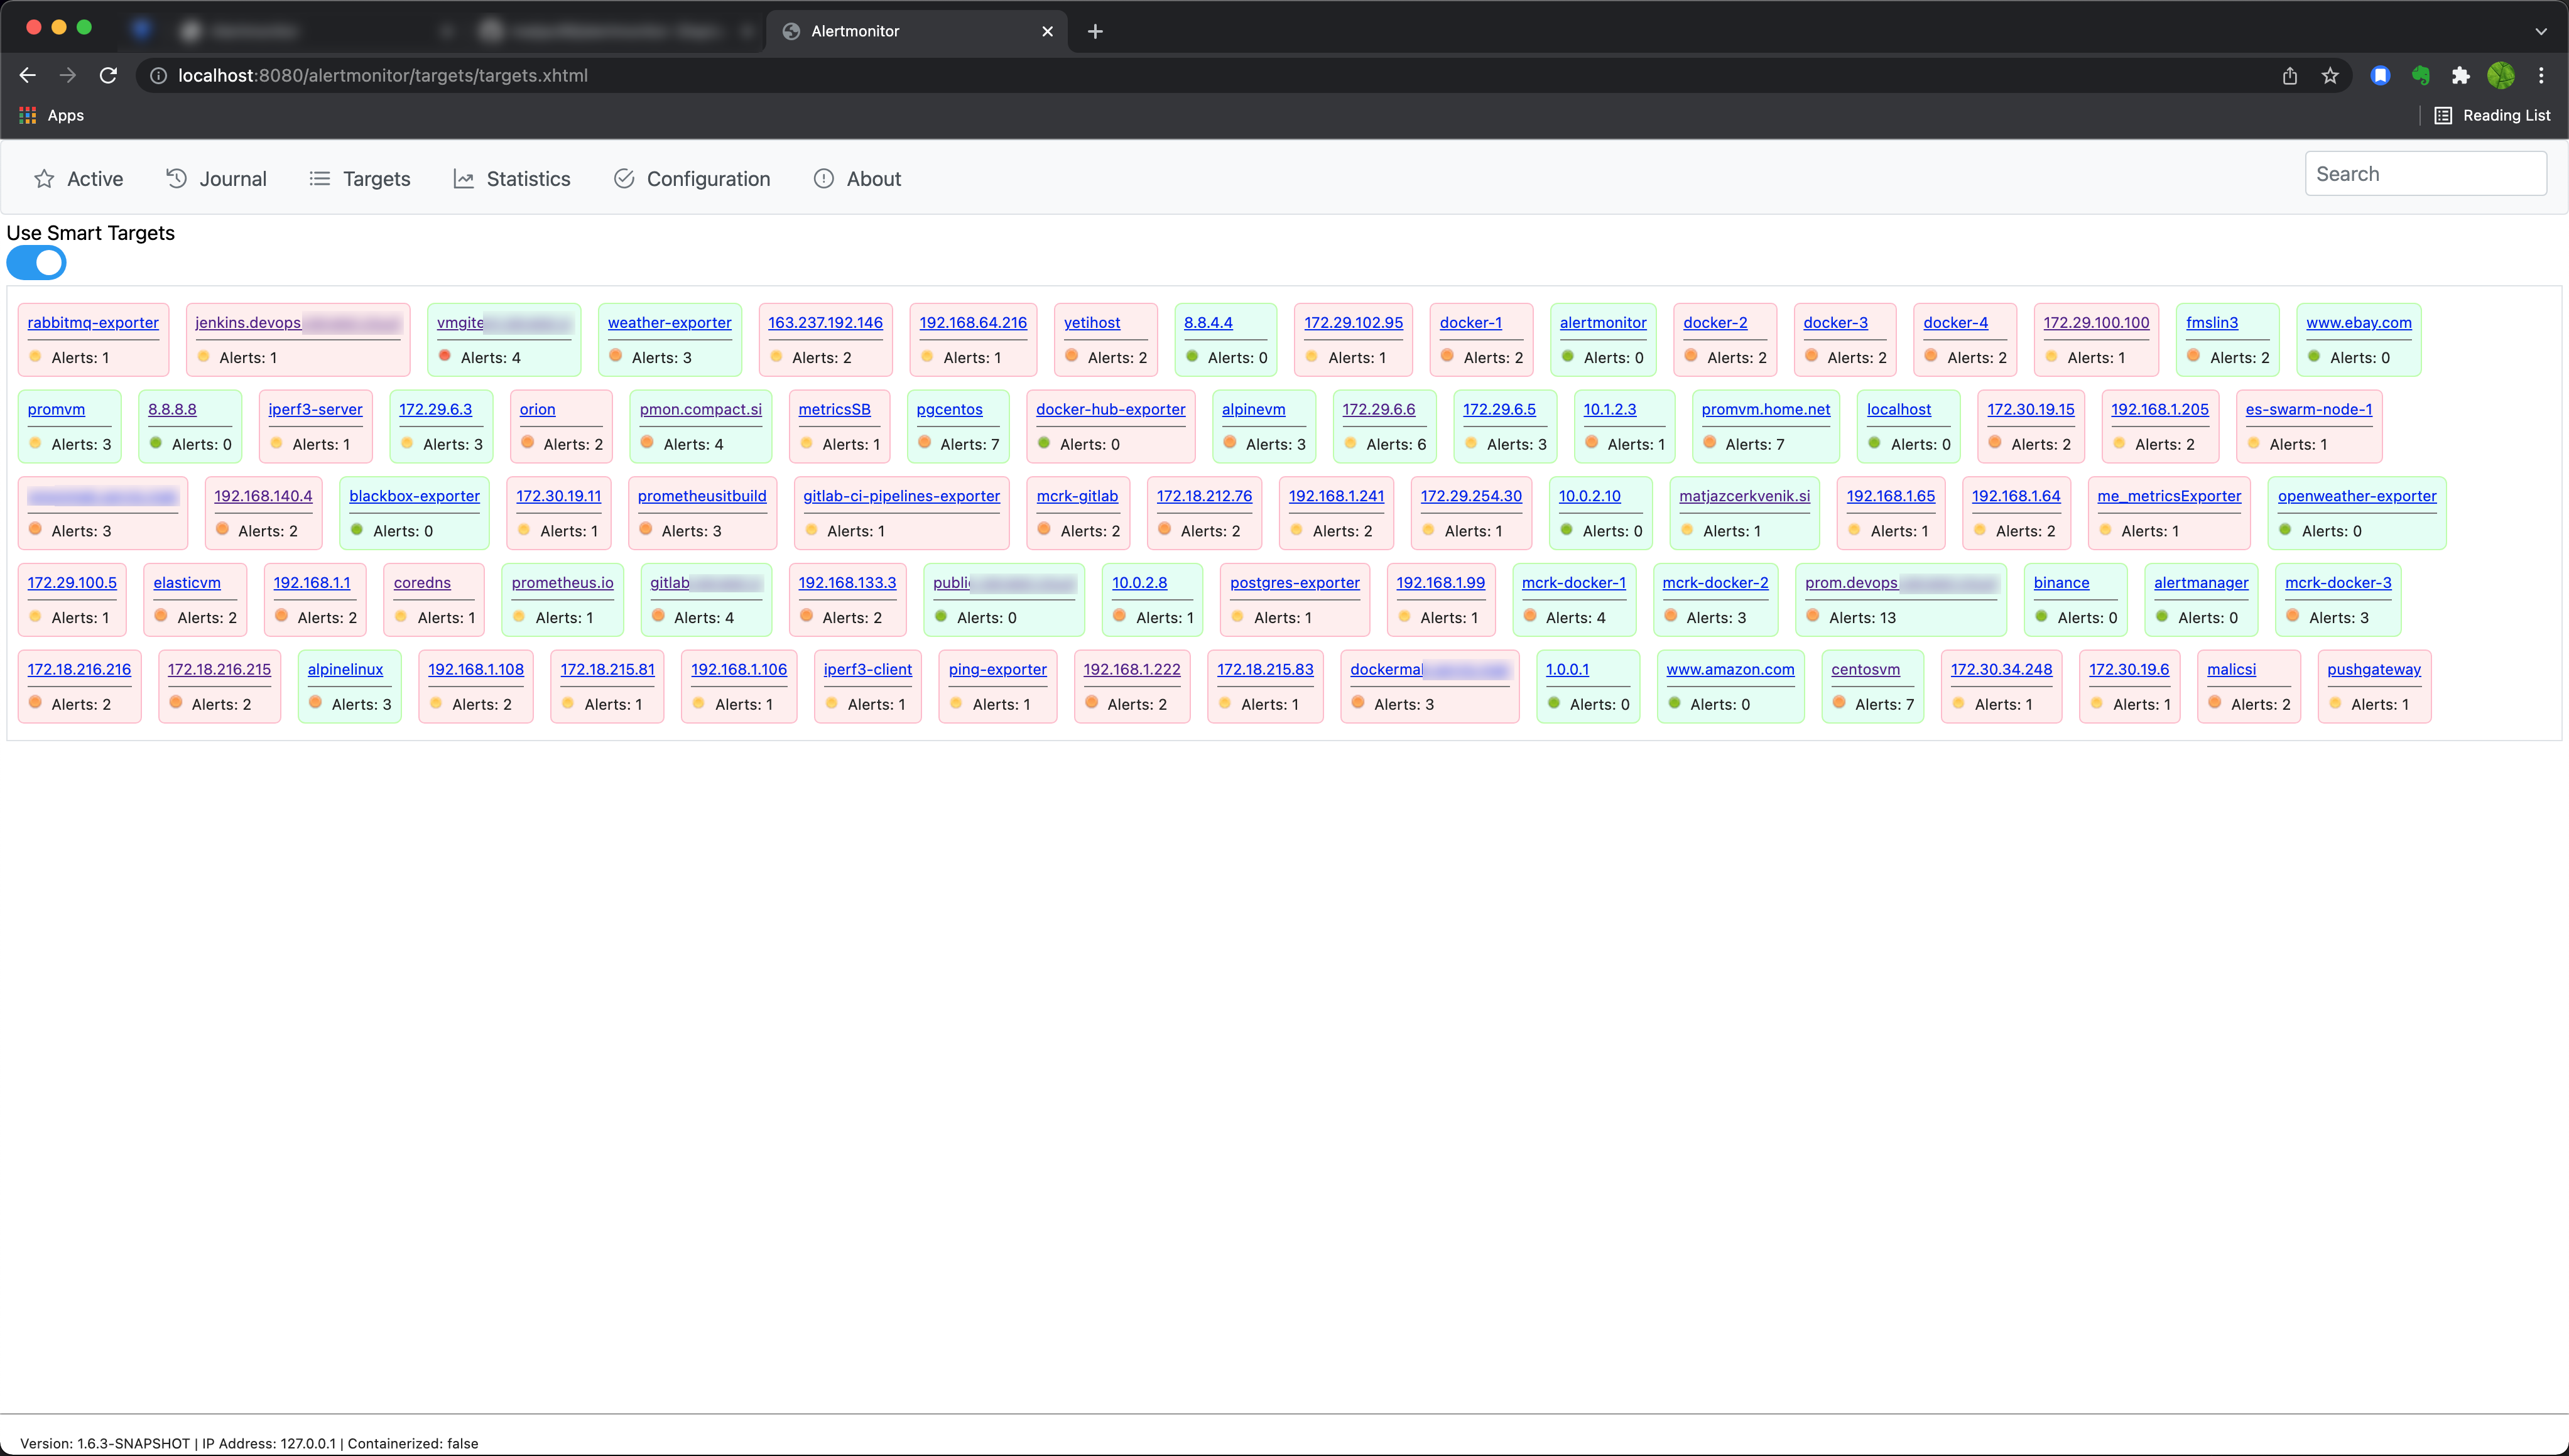 Alertmonitor
localhost:8080/alertmonitor/targets/targets.xhtml
Apps
Reading List
Active Journal Targets Statistics Configuration About Search
Use Smart Targets
rabbitmq-exporter jenkins.devops vmgite weather-exporter 163.237.192.146 192.168.64.216 yetihost 8.8.4.4 172.29.102.95 docker-1 alertmonitor docker-2 docker-3 docker-4 172.29.100.100 fmslin3 www.ebay.com
Alerts: 1 Alerts: 1 Alerts: 4 Alerts: 3 Alerts: 2 Alerts: 1 Alerts: 2 Alerts: 0 Alerts: 1 Alerts: 2 Alerts: 0 Alerts: 2 Alerts: 2 Alerts: 2 Alerts: 1 Alerts: 2 Alerts: 0
promvm 8.8.8.8 iperf3-server 172.29.6.3 orion pmon.compact.si metricsSB pgcentos docker-hub-exporter alpinevm 172.29.6.6 172.29.6.5 10.1.2.3 promvm.home.net localhost 172.30.19.15 192.168.1.205 es-swarm-node-1
Alerts: 3 Alerts: 0 Alerts: 1 Alerts: 3 Alerts: 2 Alerts: 4 Alerts: 1 Alerts: 7 Alerts: 0 Alerts: 3 Alerts: 6 Alerts: 3 Alerts: 1 Alerts: 7 Alerts: 0 Alerts: 2 Alerts: 2 Alerts: 1
192.168.140.4 blackbox-exporter 172.30.19.11 prometheusitbuild gitlab-ci-pipelines-exporter mcrk-gitlab 172.18.212.76 192.168.1.241 172.29.254.30 10.0.2.10 matjazcerkvenik.si 192.168.1.65 192.168.1.64 me_metricsExporter openweather-exporter
Alerts: 3 Alerts: 2 Alerts: 0 Alerts: 1 Alerts: 3 Alerts: 1 Alerts: 2 Alerts: 2 Alerts: 2 Alerts: 1 Alerts: 0 Alerts: 1 Alerts: 1 Alerts: 2 Alerts: 1 Alerts: 0
172.29.100.5 elasticvm 192.168.1.1 coredns prometheus.io gitlab 192.168.133.3 public 10.0.2.8 postgres-exporter 192.168.1.99 mcrk-docker-1 mcrk-docker-2 prom.devops binance alertmanager mcrk-docker-3
Alerts: 1 Alerts: 2 Alerts: 2 Alerts: 1 Alerts: 1 Alerts: 4 Alerts: 2 Alerts: 0 Alerts: 1 Alerts: 1 Alerts: 1 Alerts: 4 Alerts: 3 Alerts: 13 Alerts: 0 Alerts: 0 Alerts: 3
172.18.216.216 172.18.216.215 alpinelinux 192.168.1.108 172.18.215.81 192.168.1.106 iperf3-client ping-exporter 192.168.1.222 172.18.215.83 dockermal 1.0.0.1 www.amazon.com centosvm 172.30.34.248 172.30.19.6 malicsi pushgateway
Alerts: 2 Alerts: 2 Alerts: 3 Alerts: 2 Alerts: 1 Alerts: 1 Alerts: 1 Alerts: 1 Alerts: 2 Alerts: 1 Alerts: 3 Alerts: 0 Alerts: 0 Alerts: 7 Alerts: 1 Alerts: 1 Alerts: 2 Alerts: 1
Version: 1.6.3-SNAPSHOT | IP Address: 127.0.0.1 | Containerized: false